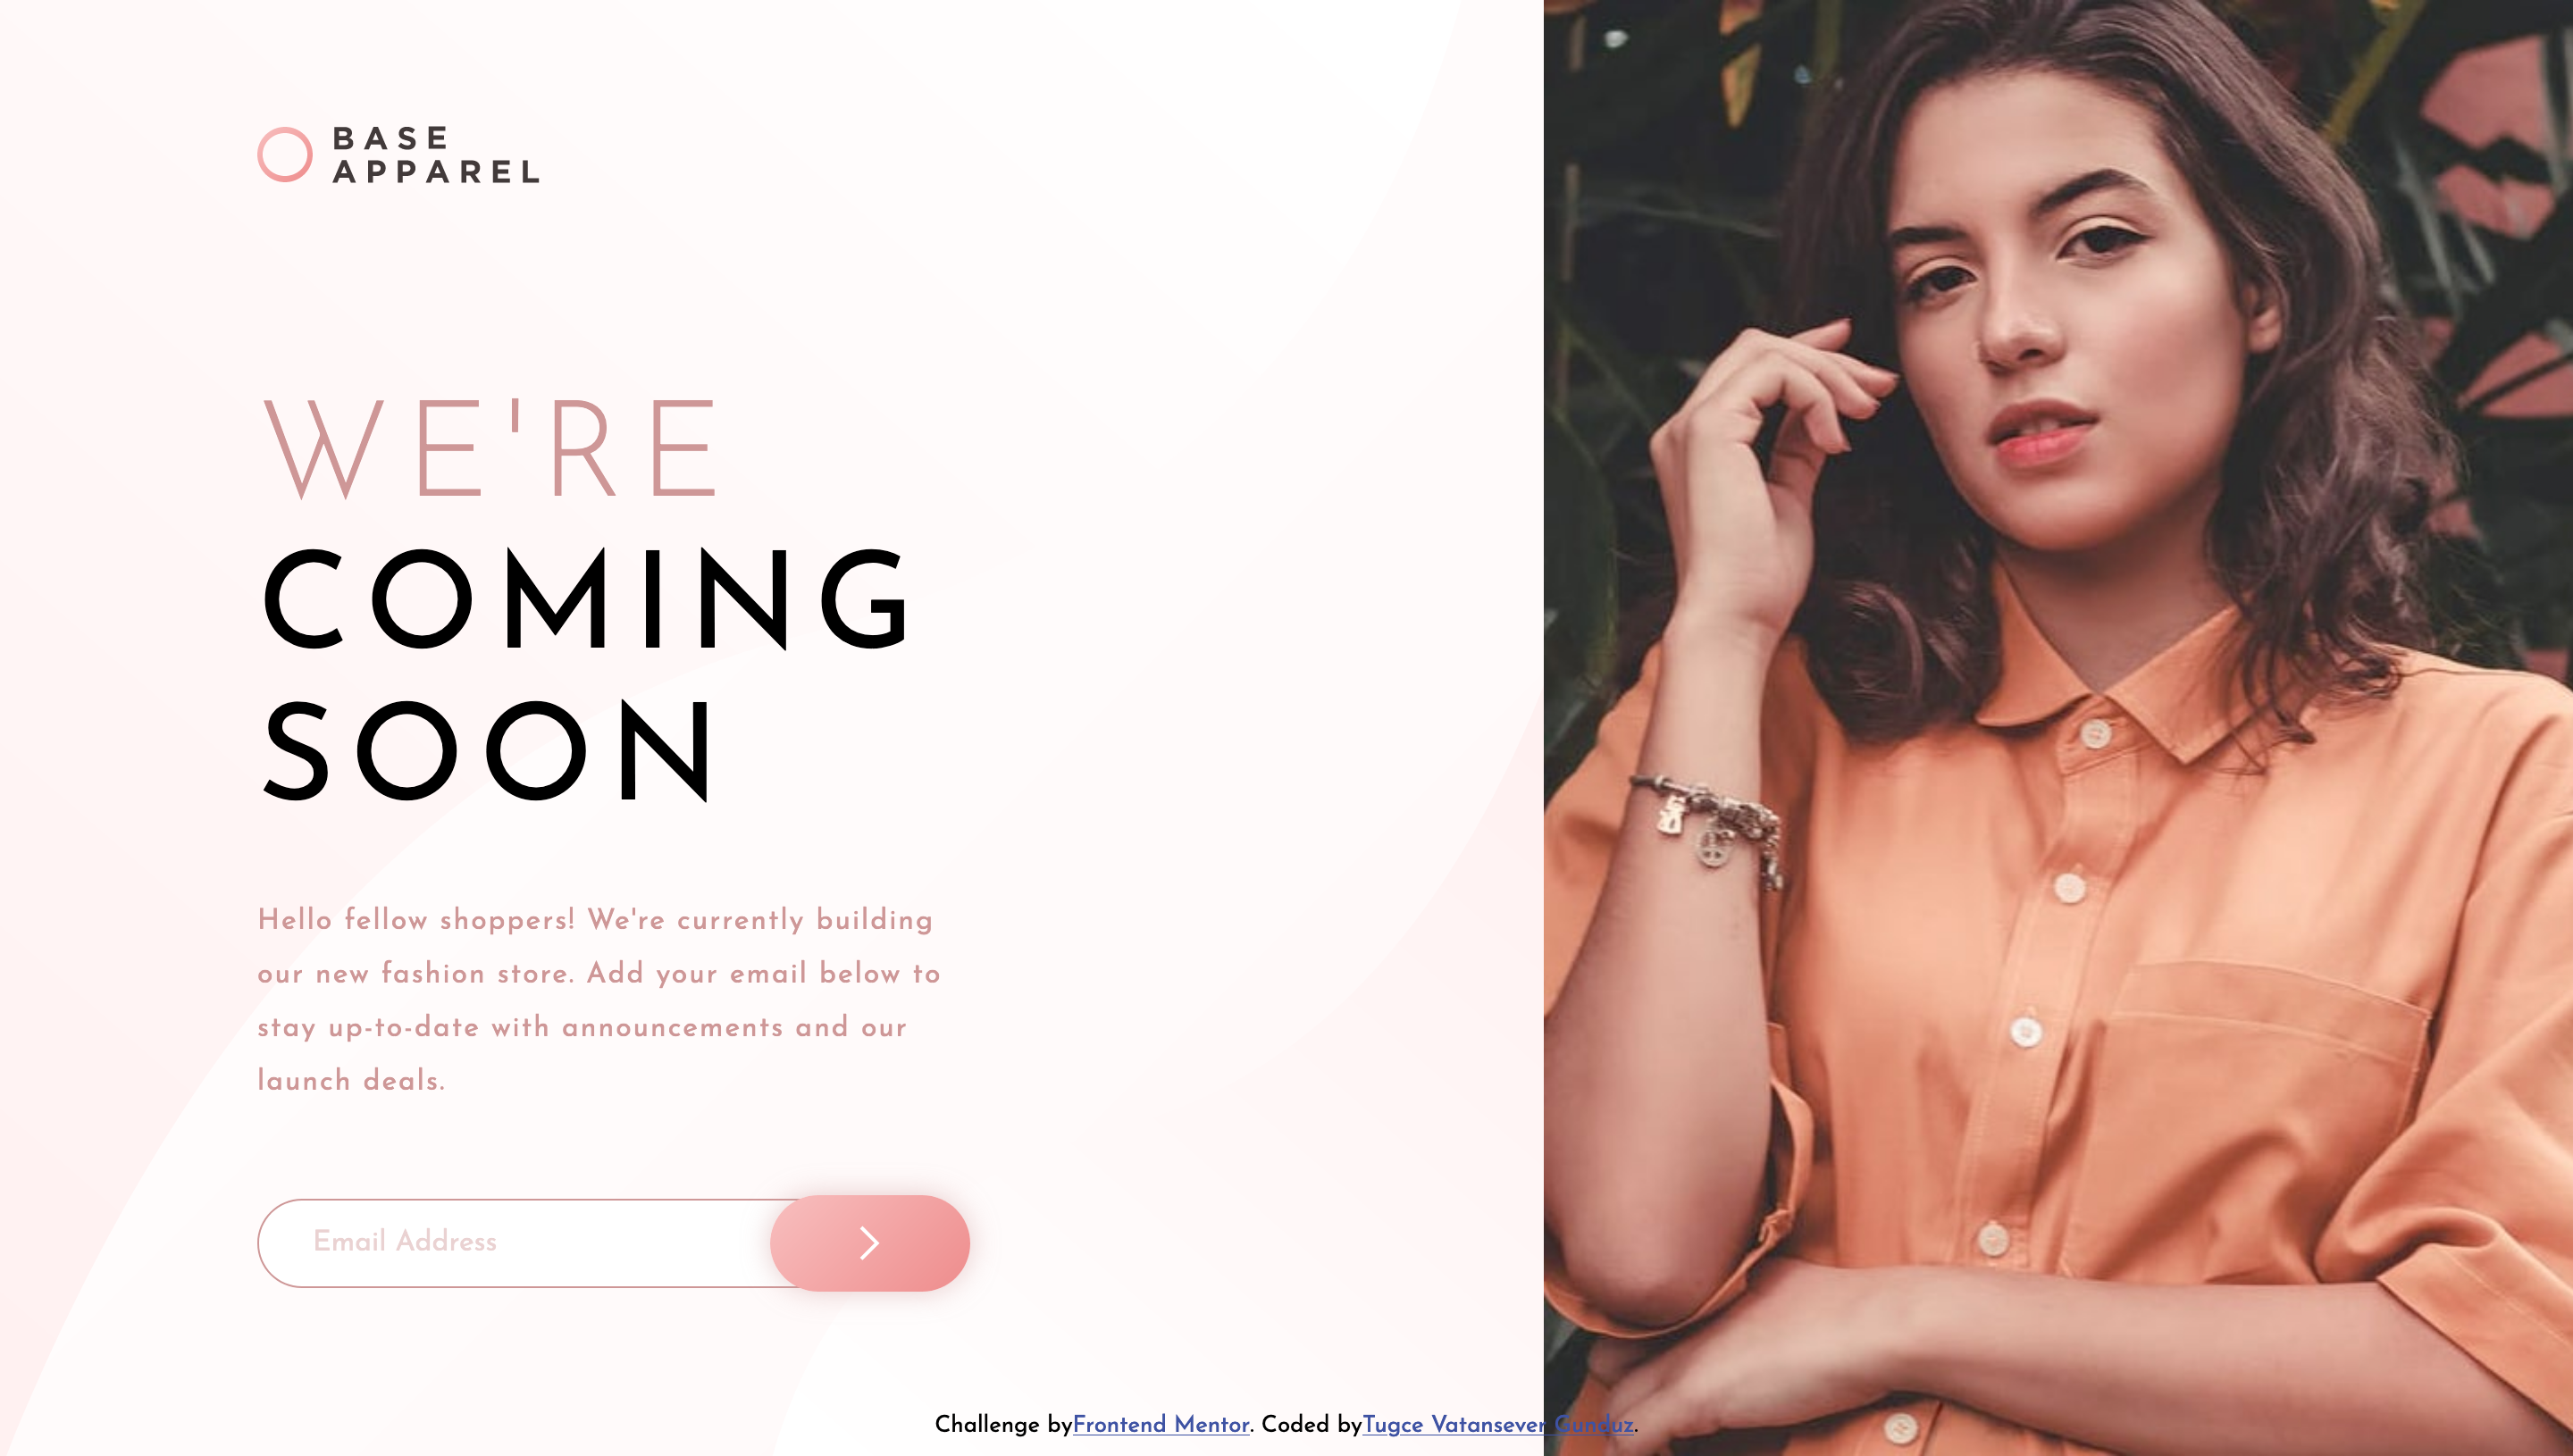 BASE
APPAREL
WE'RE
COMING
SOON
Hello fellow shoppers! We're currently building
our new fashion store. Add your email below to
stay up-to-date with announcements and our
launch deals.
Email Address
Challenge byFrontend Mentor. Coded byTugce Vatansever Gunduz.